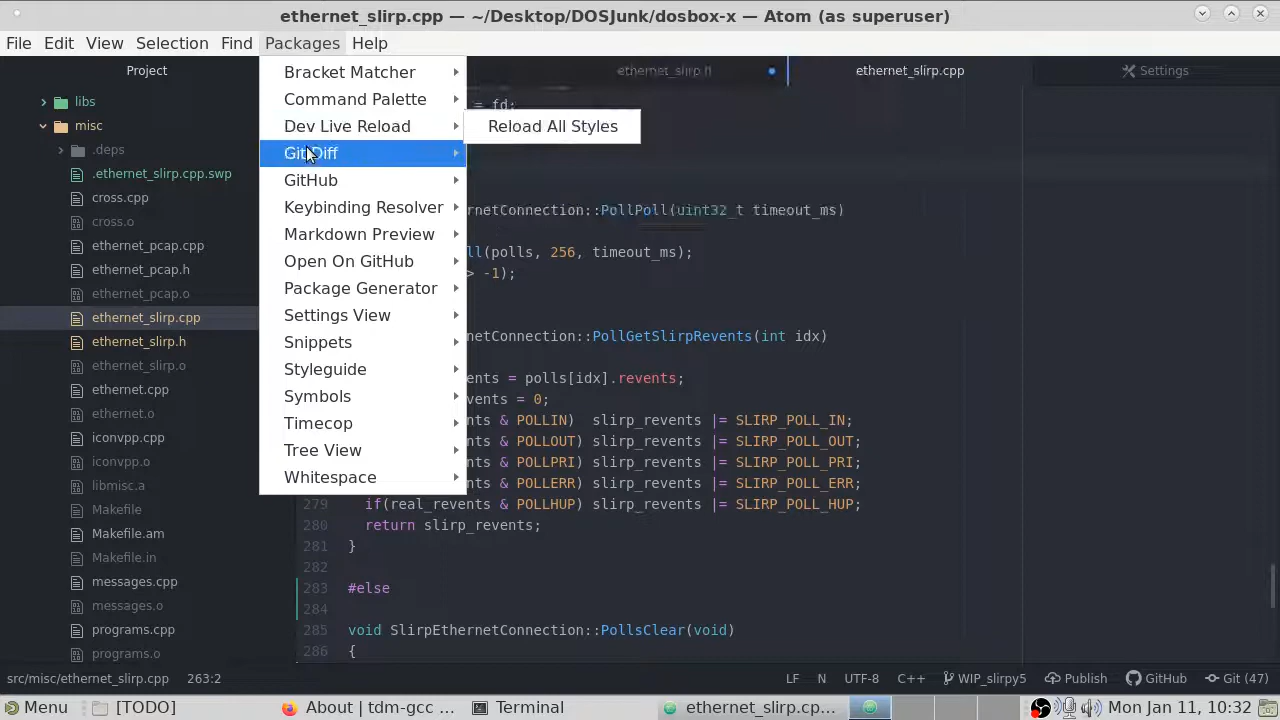 ethernet_slirp.cpp — ~/Desktop/DOSJunk/dosbox-x — Atom (as superuser)
File Edit View Selection Find Packages Help
Project
ethernet_slirp.h
ethernet_slirp.cpp
Settings
libs
misc
.deps
.ethernet_slirp.cpp.swp
cross.cpp
cross.o
ethernet_pcap.cpp
ethernet_pcap.h
ethernet_pcap.o
ethernet_slirp.cpp
ethernet_slirp.h
ethernet_slirp.o
ethernet.cpp
ethernet.o
iconvpp.cpp
iconvpp.o
libmisc.a
Makefile
Makefile.am
Makefile.in
messages.cpp
messages.o
programs.cpp
programs.o
Bracket Matcher
Command Palette
Dev Live Reload
Git Diff
GitHub
Keybinding Resolver
Markdown Preview
Open On GitHub
Package Generator
Settings View
Snippets
Styleguide
Symbols
Timecop
Tree View
Whitespace
Reload All Styles
= fd;
netConnection::PollPoll(uint32_t timeout_ms)
ll(polls, 256, timeout_ms);
> -1);
netConnection::PollGetSlirpRevents(int idx)
ents = polls[idx].revents;
vents = 0;
nts & POLLIN)  slirp_revents |= SLIRP_POLL_IN;
nts & POLLOUT) slirp_revents |= SLIRP_POLL_OUT;
nts & POLLPRI) slirp_revents |= SLIRP_POLL_PRI;
nts & POLLERR) slirp_revents |= SLIRP_POLL_ERR;
279 if(real_revents & POLLHUP) slirp_revents |= SLIRP_POLL_HUP;
280 return slirp_revents;
281 }
282
283 #else
284
285 void SlirpEthernetConnection::PollsClear(void)
286 {
src/misc/ethernet_slirp.cpp 263:2
LF N UTF-8 C++ WIP_slirpy5 Publish GitHub Git (47)
Menu [TODO] About | tdm-gcc ... Terminal ethernet_slirp.cp... Mon Jan 11, 10:32